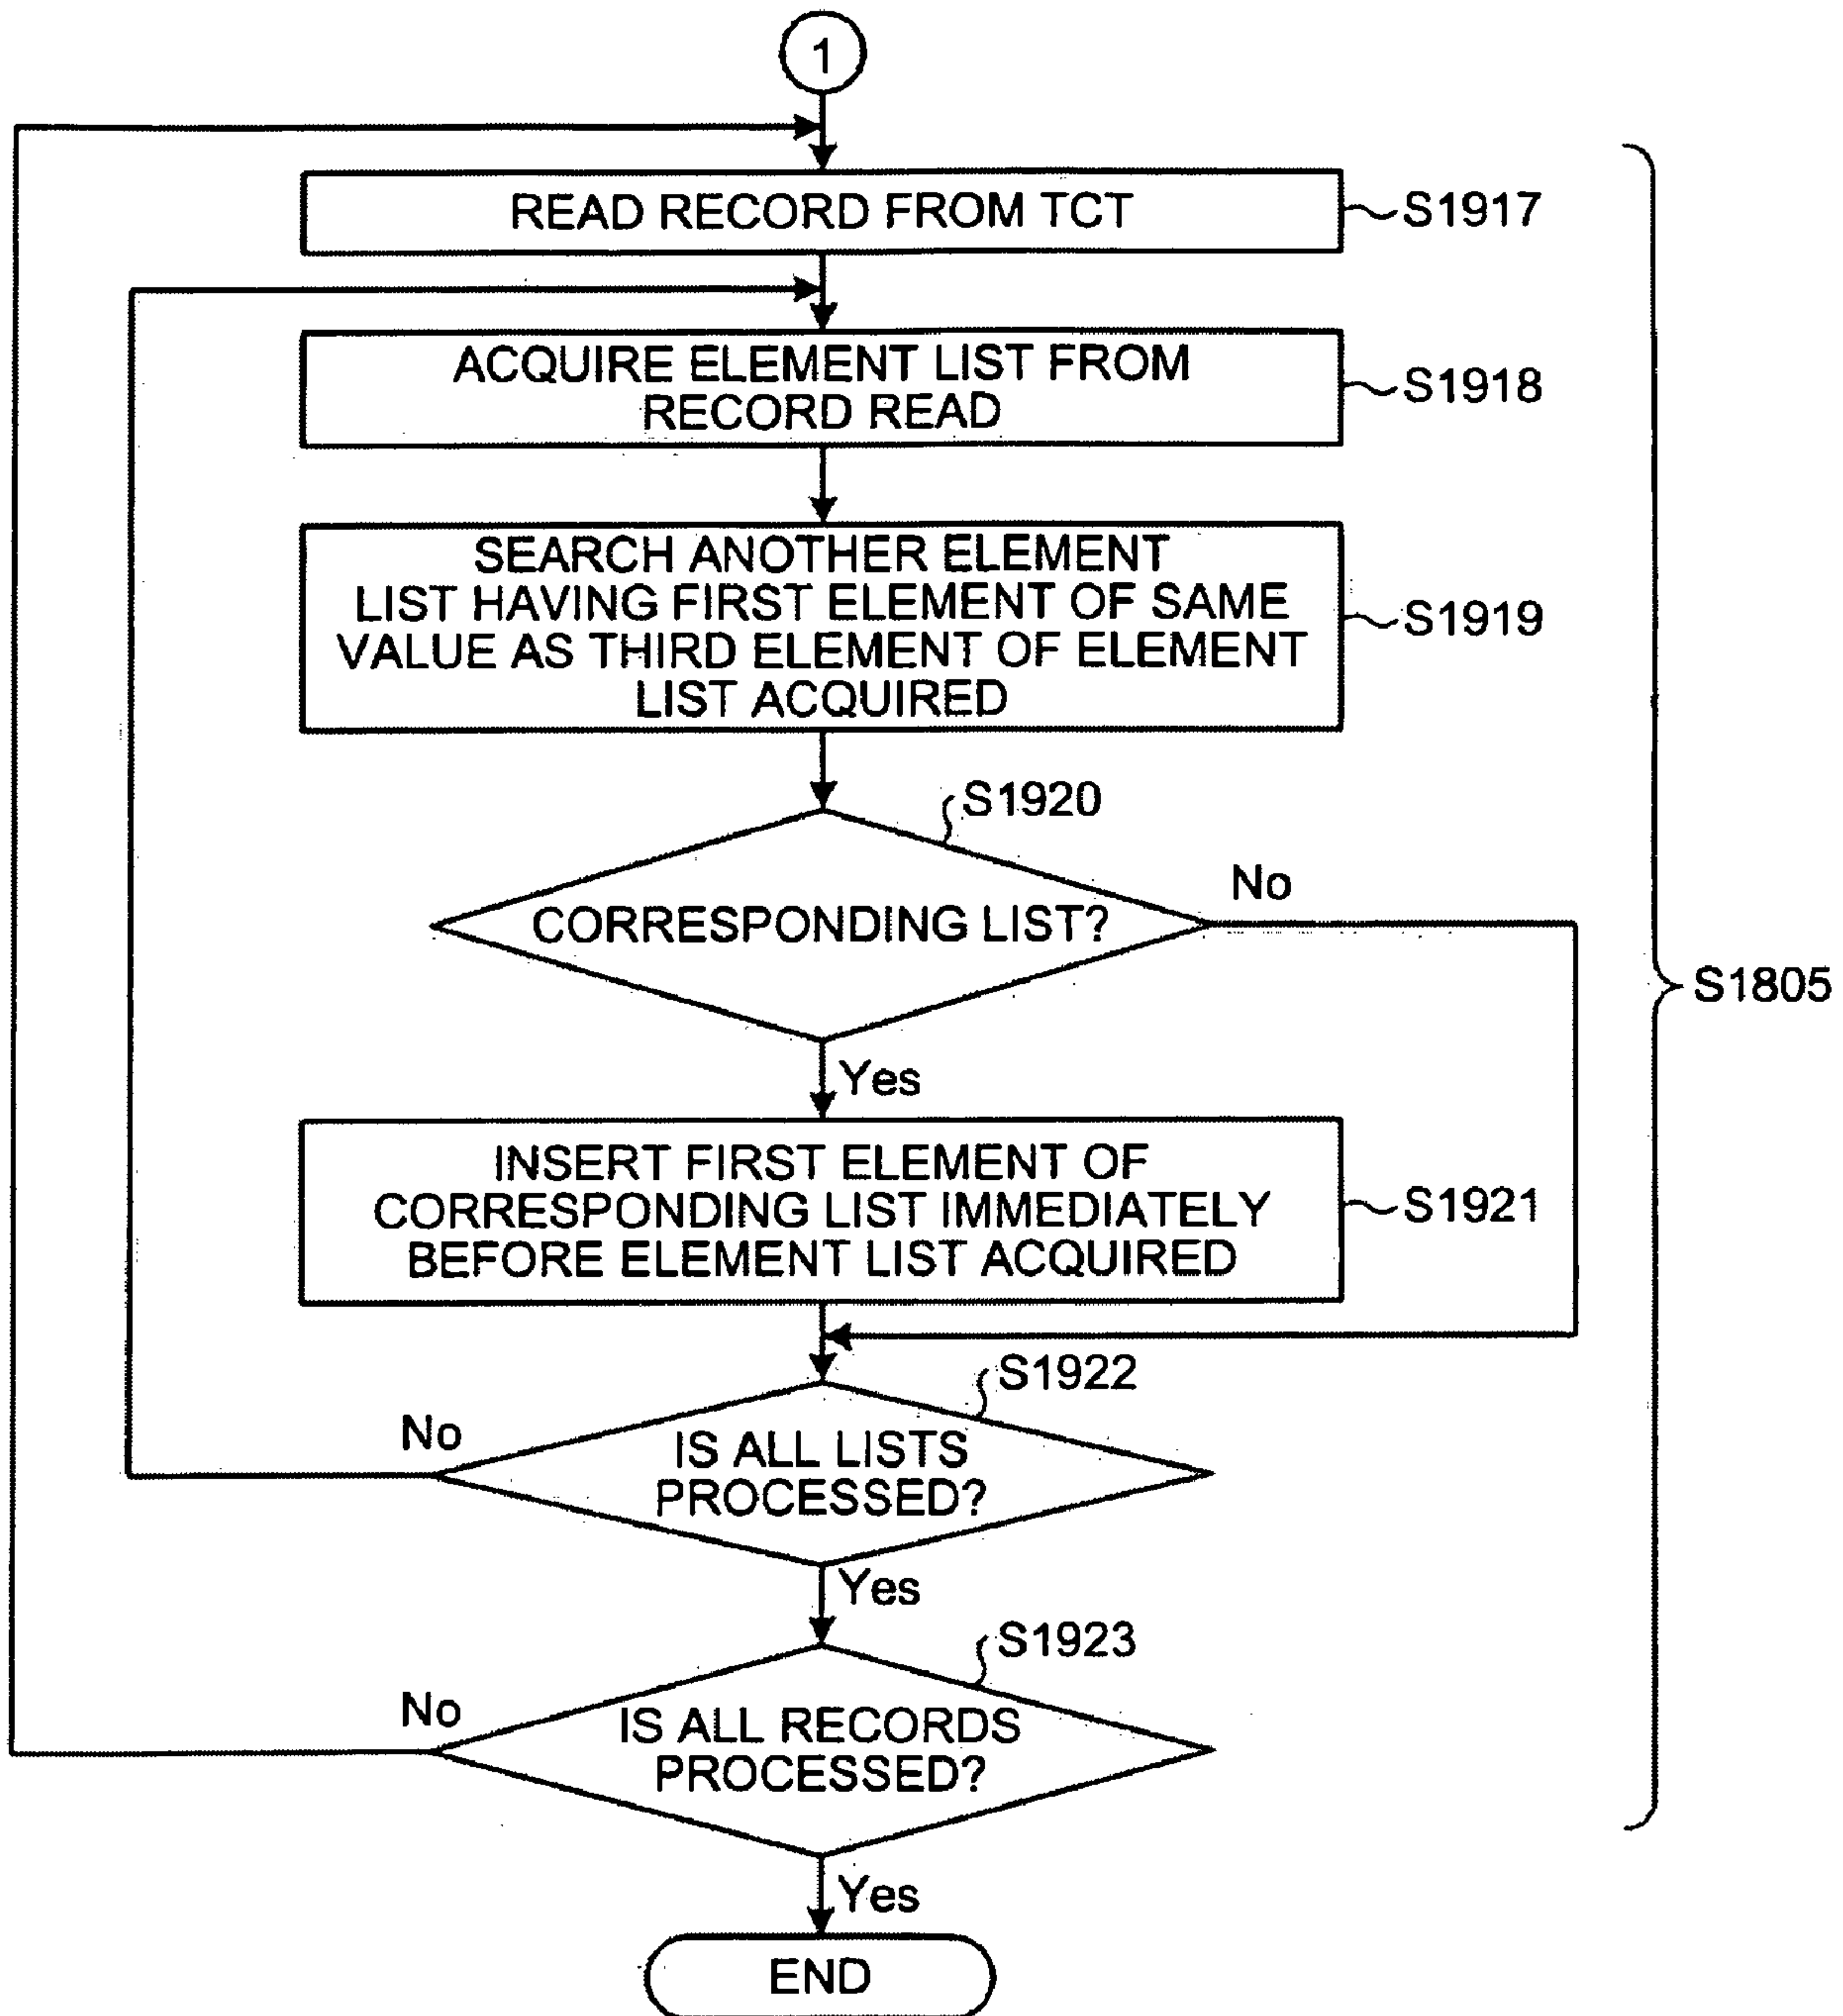 1
READ RECORD FROM TCT
S1917
ACQUIRE ELEMENT LIST FROM
RECORD READ
S1918
SEARCH ANOTHER ELEMENT
LIST HAVING FIRST ELEMENT OF SAME
VALUE AS THIRD ELEMENT OF ELEMENT
LIST ACQUIRED
S1919
S1920
CORRESPONDING LIST?
No
S1805
Yes
INSERT FIRST ELEMENT OF
CORRESPONDING LIST IMMEDIATELY
BEFORE ELEMENT LIST ACQUIRED
S1921
S1922
No
IS ALL LISTS
PROCESSED?
Yes
S1923
No
IS ALL RECORDS
PROCESSED?
Yes
END